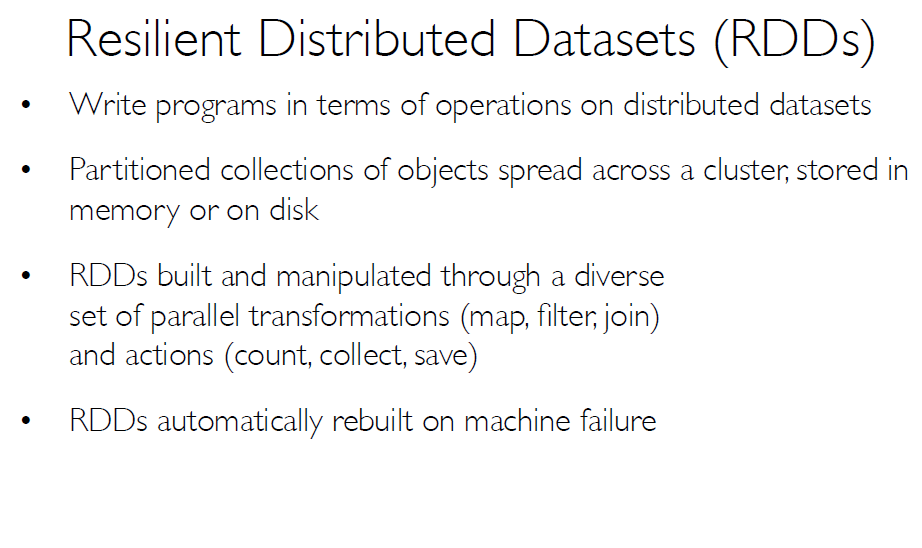 Resilient Distributed Datasets (RDDs)
• Write programs in terms of operations on distributed datasets
• Partitioned collections of objects spread across a cluster, stored in
memory or on disk
• RDDs built and manipulated through a diverse
set of parallel transformations (map, filter, join)
and actions (count, collect, save)
• RDDs automatically rebuilt on machine failure